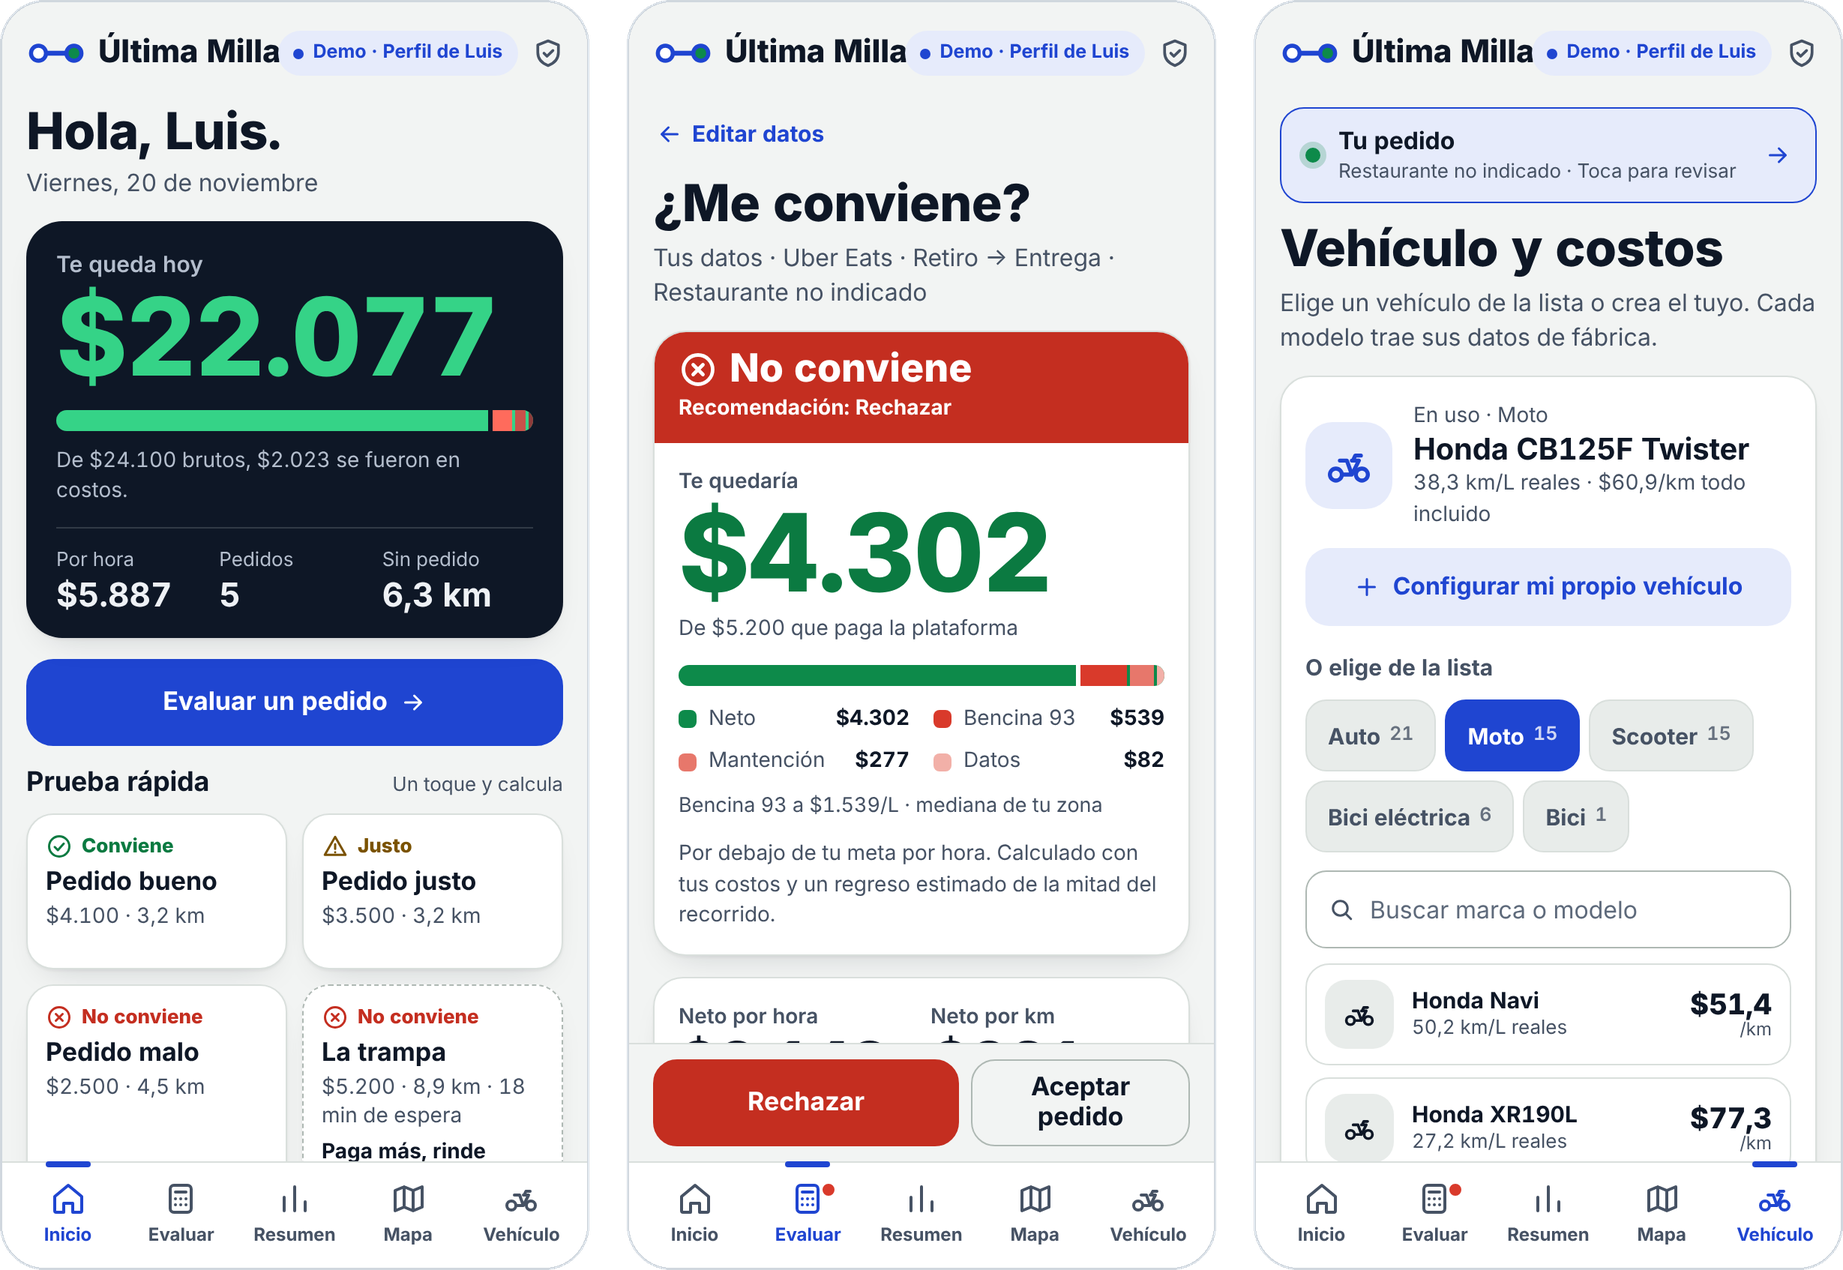 Última Milla
Demo · Perfil de Luis
Hola, Luis.
Viernes, 20 de noviembre
Te queda hoy
$22.077
De $24.100 brutos, $2.023 se fueron en
costos.
Por hora
$5.887
Pedidos
5
Sin pedido
6,3 km
Evaluar un pedido →
Prueba rápida
Un toque y calcula
Conviene
Pedido bueno
$4.100 · 3,2 km
Justo
Pedido justo
$3.500 · 3,2 km
No conviene
Pedido malo
$2.500 · 4,5 km
No conviene
La trampa
$5.200 · 8,9 km · 18
min de espera
Paga más, rinde
Inicio
Evaluar
Resumen
Mapa
Vehículo
Última Milla
Demo · Perfil de Luis
← Editar datos
¿Me conviene?
Tus datos · Uber Eats · Retiro → Entrega ·
Restaurante no indicado
No conviene
Recomendación: Rechazar
Te quedaría
$4.302
De $5.200 que paga la plataforma
Neto $4.302
Bencina 93 $539
Mantención $277
Datos $82
Bencina 93 a $1.539/L · mediana de tu zona
Por debajo de tu meta por hora. Calculado con
tus costos y un regreso estimado de la mitad del
recorrido.
Neto por hora
Neto por km
Rechazar
Aceptar
pedido
Inicio
Evaluar
Resumen
Mapa
Vehículo
Última Milla
Demo · Perfil de Luis
Tu pedido
Restaurante no indicado · Toca para revisar →
Vehículo y costos
Elige un vehículo de la lista o crea el tuyo. Cada
modelo trae sus datos de fábrica.
En uso · Moto
Honda CB125F Twister
38,3 km/L reales · $60,9/km todo
incluido
+ Configurar mi propio vehículo
O elige de la lista
Auto 21
Moto 15
Scooter 15
Bici eléctrica 6
Bici 1
Buscar marca o modelo
Honda Navi
50,2 km/L reales
$51,4
/km
Honda XR190L
27,2 km/L reales
$77,3
/km
Inicio
Evaluar
Resumen
Mapa
Vehículo